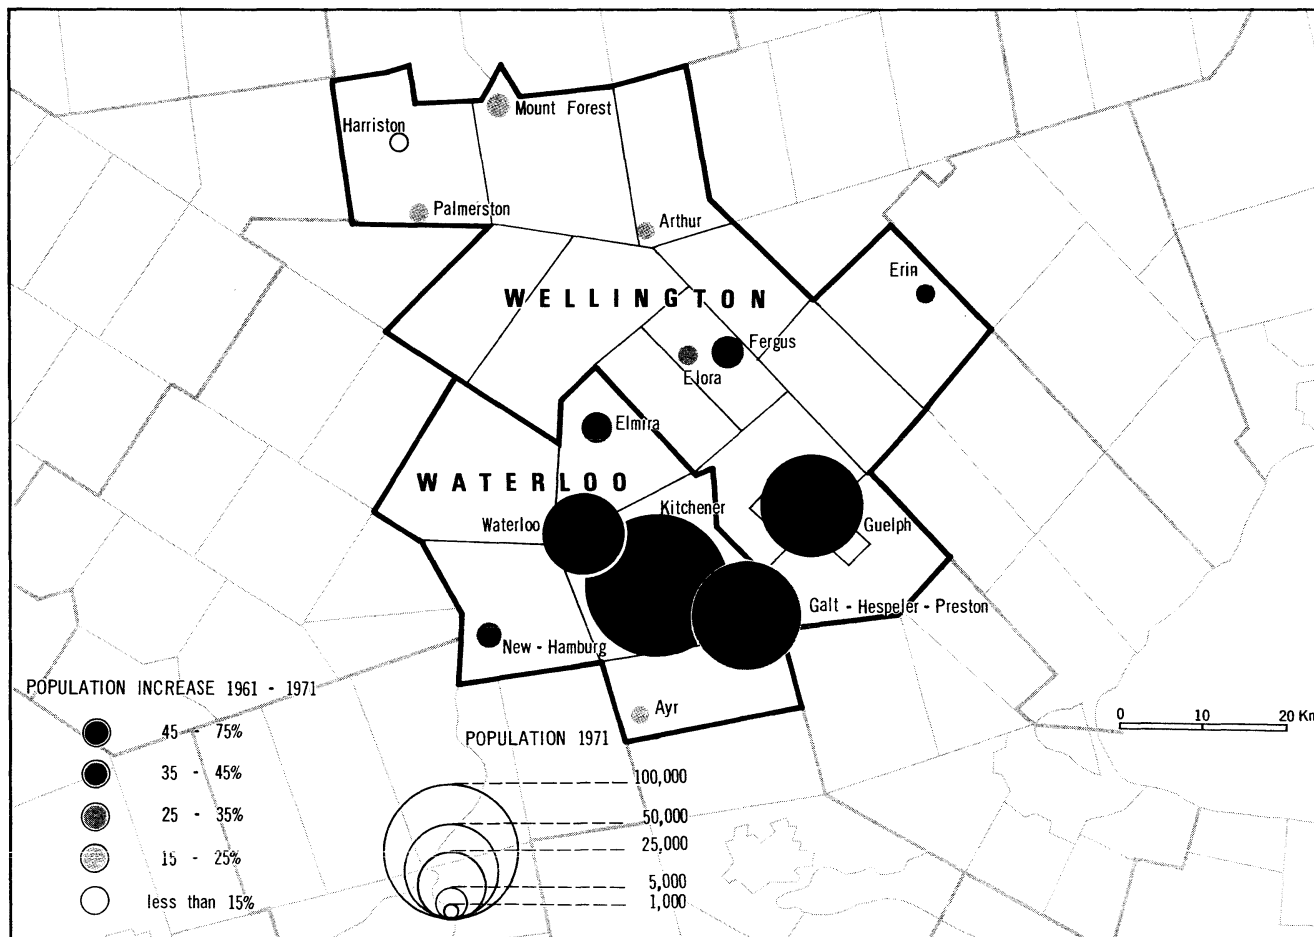 Mount Forest
Harriston
Palmerston
Arthur
Erin
WELLINGTON
Fergus
Elora
Elmira
WATERLOO
Kitchener
Waterloo
Guelph
Galt - Hespeler - Preston
New - Hamburg
Ayr
POPULATION INCREASE 1961 - 1971
45 - 75%
35 - 45%
25 - 35%
15 - 25%
less than 15%
POPULATION 1971
100,000
50,000
25,000
5,000
1,000
0 10 20 Km